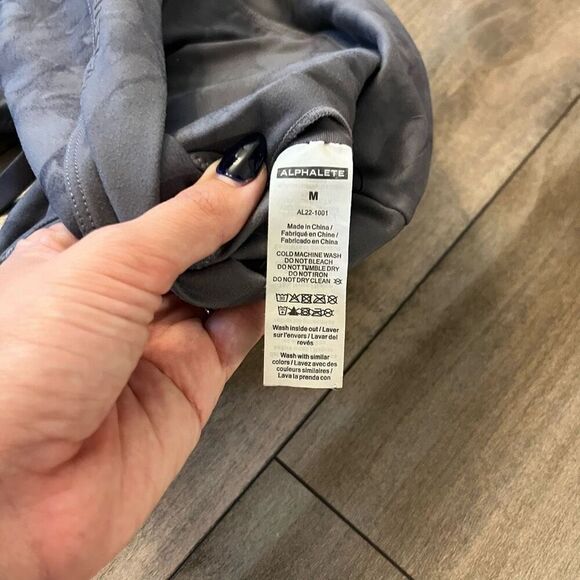 ALPHALETE
M
AL22-1001
Made in China /
Fabriqué en Chine /
Fabricado en China
COLD MACHINE WASH
DO NOT BLEACH
DO NOT TUMBLE DRY
DO NOT IRON
DO NOT DRY CLEAN
Wash inside out / Laver
sur l'envers / Lavar del
revés
Wash with similar
colors / Lavez avec des
couleurs similaires /
Lava la prenda con